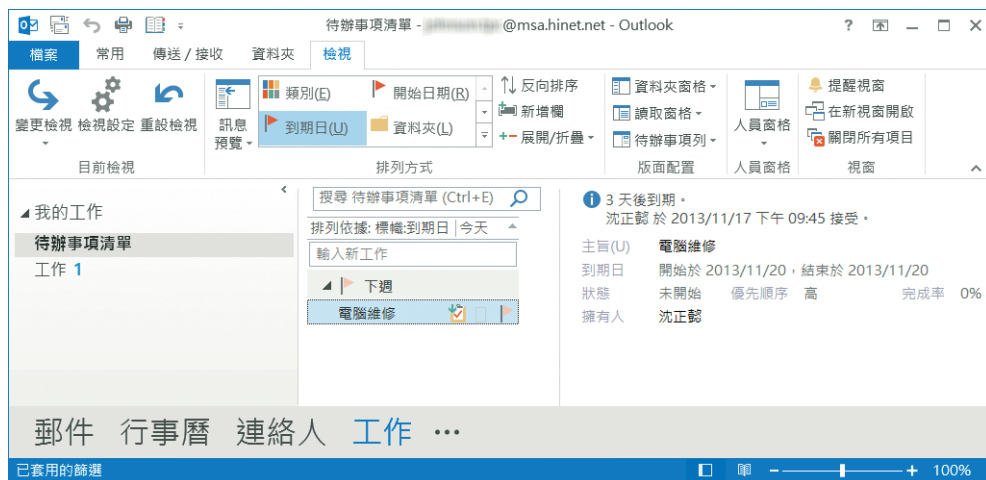 待辦事項清單 - @msa.hinet.net - Outlook
檔案 常用 傳送 / 接收 資料夾 檢視
變更檢視 檢視設定 重設檢視
目前檢視
訊息預覽
類別(E) 開始日期(R)
到期日(U) 資料夾(L)
反向排序
新增欄
展開/折疊
排列方式
資料夾窗格
讀取窗格
待辦事項列
版面配置
人員窗格
人員窗格
提醒視窗
在新視窗開啟
關閉所有項目
視窗
我的工作
待辦事項清單
工作 1
搜尋 待辦事項清單 (Ctrl+E)
排列依據: 標幟:到期日 今天
輸入新工作
下週
電腦維修
3 天後到期。
沈正懿 於 2013/11/17 下午 09:45 接受。
主旨(U) 電腦維修
到期日 開始於 2013/11/20，結束於 2013/11/20
狀態 未開始 優先順序 高 完成率 0%
擁有人 沈正懿
郵件 行事曆 連絡人 工作 •••
已套用的篩選 100%